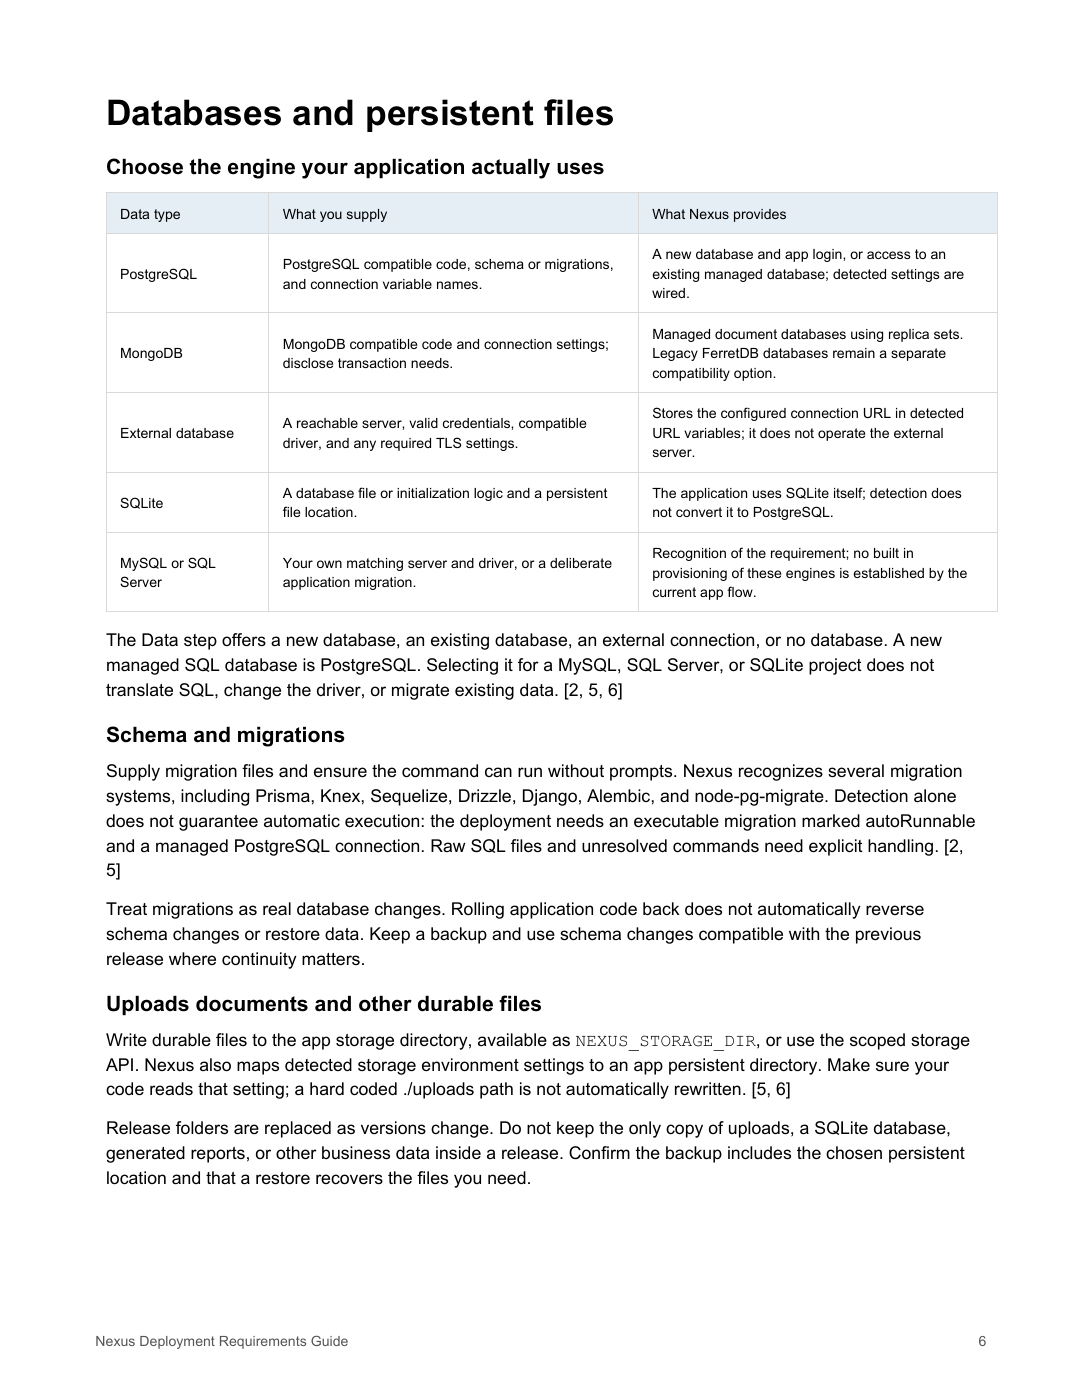 Databases and persistent files
Choose the engine your application actually uses
Data type
What you supply
What Nexus provides
PostgreSQL
PostgreSQL compatible code, schema or migrations,
and connection variable names.
A new database and app login, or access to an
existing managed database; detected settings are
wired.
MongoDB
MongoDB compatible code and connection settings;
disclose transaction needs.
Managed document databases using replica sets.
Legacy FerretDB databases remain a separate
compatibility option.
External database
A reachable server, valid credentials, compatible
driver, and any required TLS settings.
Stores the configured connection URL in detected
URL variables; it does not operate the external
server.
SQLite
A database file or initialization logic and a persistent
file location.
The application uses SQLite itself; detection does
not convert it to PostgreSQL.
MySQL or SQL
Server
Your own matching server and driver, or a deliberate
application migration.
Recognition of the requirement; no built in
provisioning of these engines is established by the
current app flow.
The Data step offers a new database, an existing database, an external connection, or no database. A new
managed SQL database is PostgreSQL. Selecting it for a MySQL, SQL Server, or SQLite project does not
translate SQL, change the driver, or migrate existing data. [2, 5, 6]
Schema and migrations
Supply migration files and ensure the command can run without prompts. Nexus recognizes several migration
systems, including Prisma, Knex, Sequelize, Drizzle, Django, Alembic, and node-pg-migrate. Detection alone
does not guarantee automatic execution: the deployment needs an executable migration marked autoRunnable
and a managed PostgreSQL connection. Raw SQL files and unresolved commands need explicit handling. [2,
5]
Treat migrations as real database changes. Rolling application code back does not automatically reverse
schema changes or restore data. Keep a backup and use schema changes compatible with the previous
release where continuity matters.
Uploads documents and other durable files
Write durable files to the app storage directory, available as NEXUS_STORAGE_DIR, or use the scoped storage
API. Nexus also maps detected storage environment settings to an app persistent directory. Make sure your
code reads that setting; a hard coded ./uploads path is not automatically rewritten. [5, 6]
Release folders are replaced as versions change. Do not keep the only copy of uploads, a SQLite database,
generated reports, or other business data inside a release. Confirm the backup includes the chosen persistent
location and that a restore recovers the files you need.
Nexus Deployment Requirements Guide
6